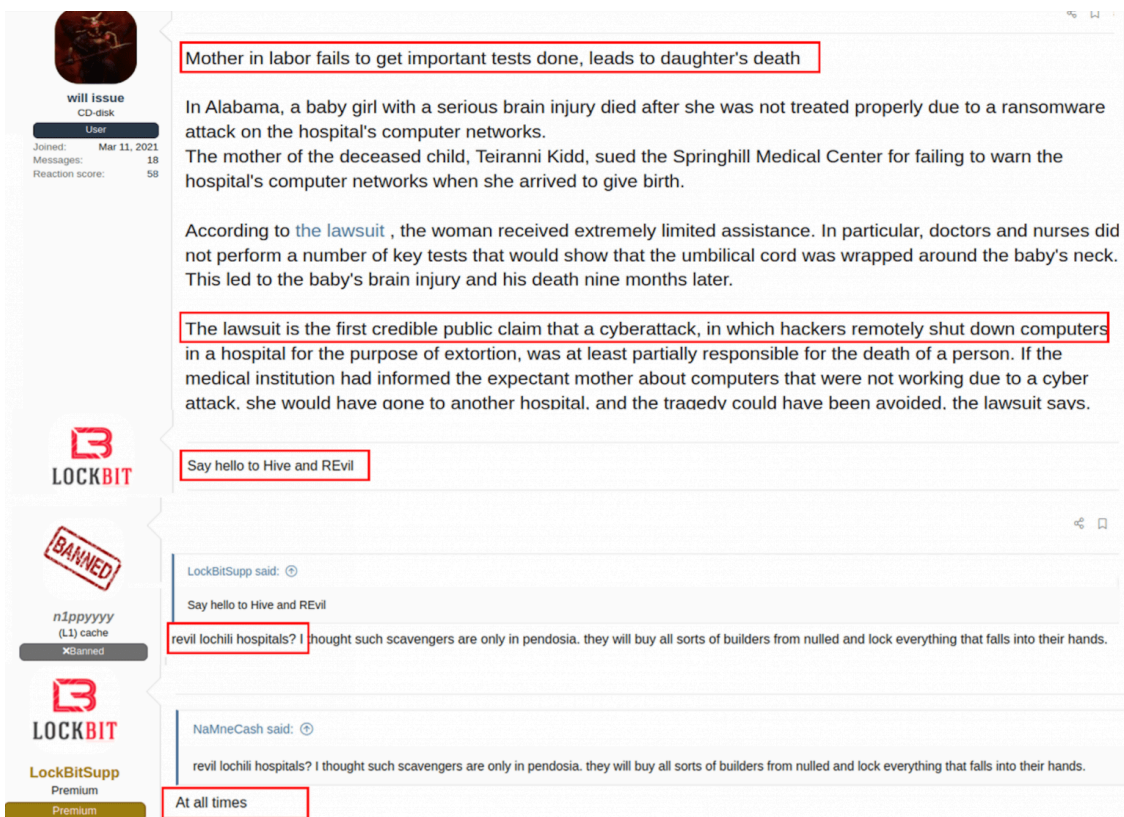 Mother in labor fails to get important tests done, leads to daughter's death
will issue
CD-disk
User
Joined: Mar 11, 2021
Messages: 18
Reaction score: 58
In Alabama, a baby girl with a serious brain injury died after she was not treated properly due to a ransomware
attack on the hospital's computer networks.
The mother of the deceased child, Teiranni Kidd, sued the Springhill Medical Center for failing to warn the
hospital's computer networks when she arrived to give birth.
According to the lawsuit , the woman received extremely limited assistance. In particular, doctors and nurses did
not perform a number of key tests that would show that the umbilical cord was wrapped around the baby's neck.
This led to the baby's brain injury and his death nine months later.
The lawsuit is the first credible public claim that a cyberattack, in which hackers remotely shut down computers
in a hospital for the purpose of extortion, was at least partially responsible for the death of a person. If the
medical institution had informed the expectant mother about computers that were not working due to a cyber
attack, she would have gone to another hospital, and the tragedy could have been avoided, the lawsuit says.
LOCKBIT
Say hello to Hive and REvil
BANNED
n1ppyyyy
(L1) cache
✕Banned
LockBitSupp said:
Say hello to Hive and REvil
revil lochili hospitals? I thought such scavengers are only in pendosia. they will buy all sorts of builders from nulled and lock everything that falls into their hands.
LOCKBIT
LockBitSupp
Premium
Premium
NaMneCash said:
revil lochili hospitals? I thought such scavengers are only in pendosia. they will buy all sorts of builders from nulled and lock everything that falls into their hands.
At all times